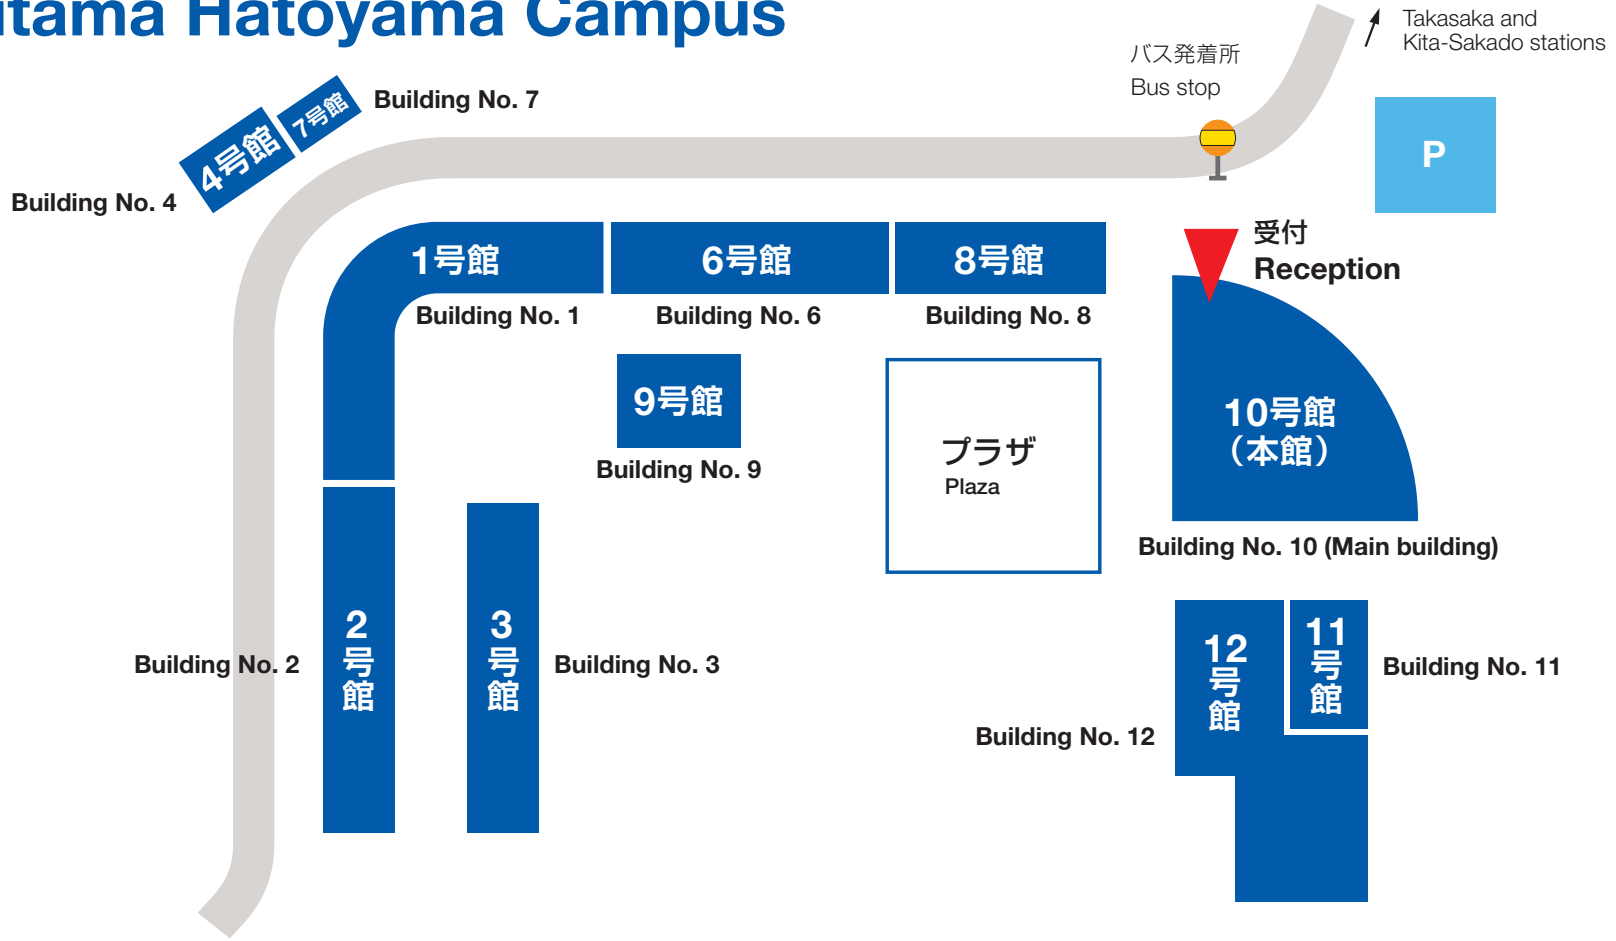 itama Hatoyama Campus
Takasaka and
Kita-Sakado stations
バス発着所
Bus stop
P
Building No. 7
7号館
4号館
Building No. 4
受付
Reception
1号館
6号館
8号館
Building No. 1
Building No. 6
Building No. 8
9号館
Building No. 9
プラザ
Plaza
10号館
（本館）
Building No. 10 (Main building)
2号館
Building No. 2
3号館
Building No. 3
12号館
Building No. 12
11号館
Building No. 11